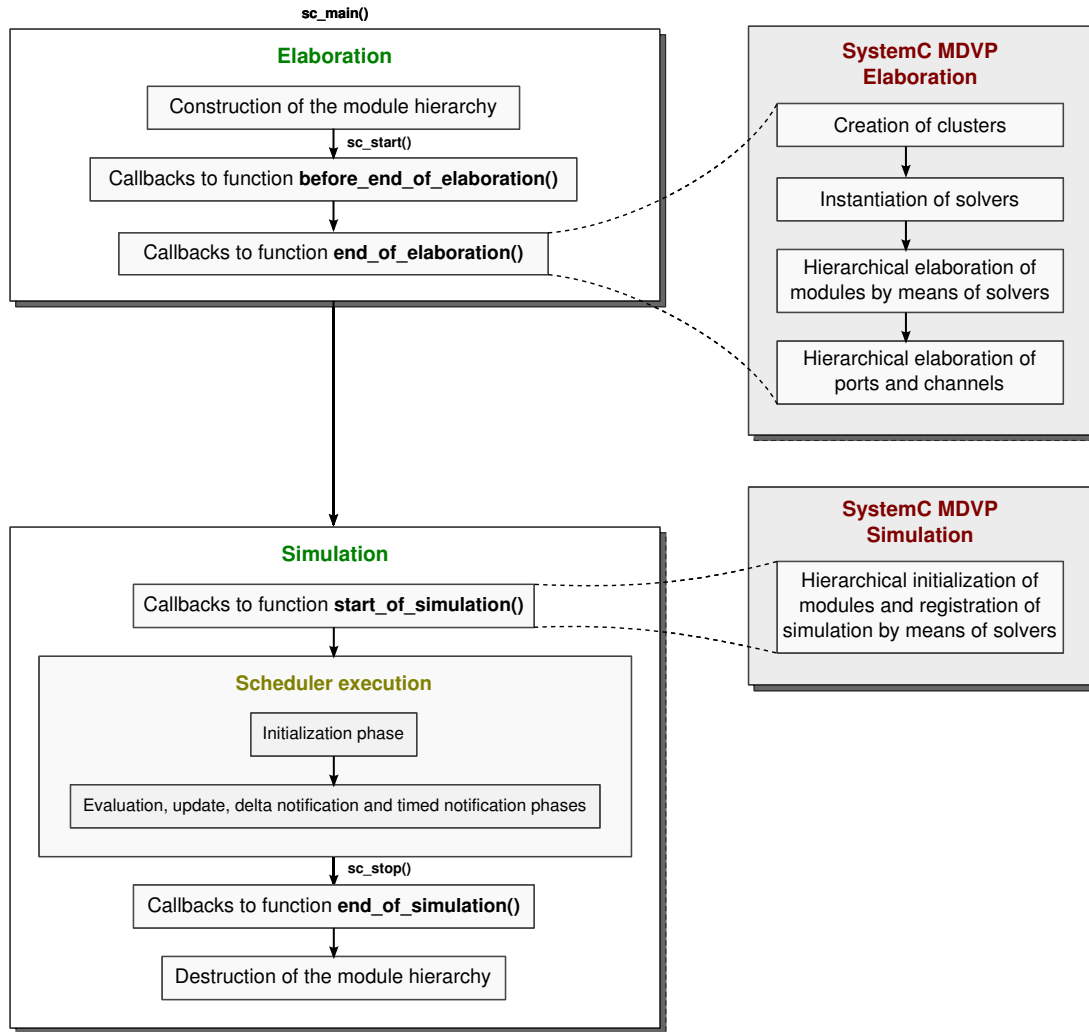 sc_main()
Elaboration
Construction of the module hierarchy
sc_start()
Callbacks to function before_end_of_elaboration()
Callbacks to function end_of_elaboration()
SystemC MDVP
Elaboration
Creation of clusters
Instantiation of solvers
Hierarchical elaboration of
modules by means of solvers
Hierarchical elaboration of
ports and channels
Simulation
Callbacks to function start_of_simulation()
Scheduler execution
Initialization phase
Evaluation, update, delta notification and timed notification phases
sc_stop()
Callbacks to function end_of_simulation()
Destruction of the module hierarchy
SystemC MDVP
Simulation
Hierarchical initialization of
modules and registration of
simulation by means of solvers